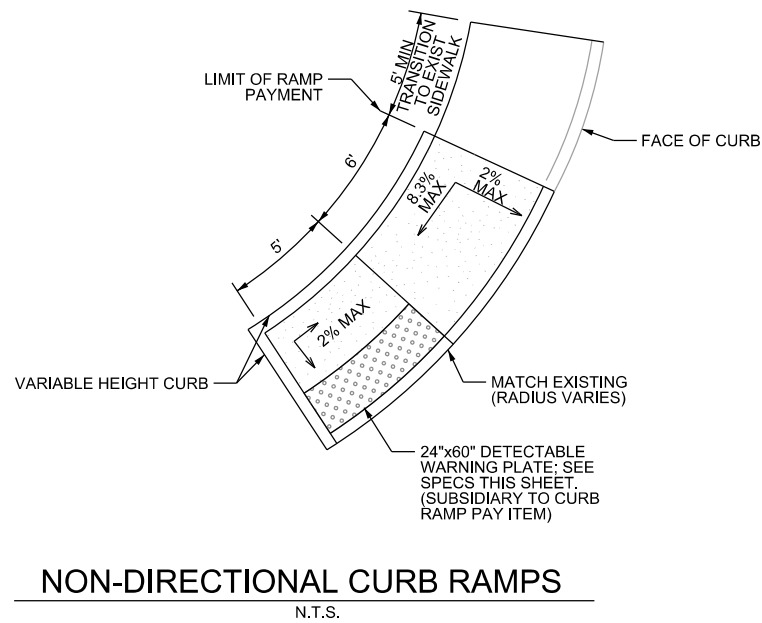 5' MIN
TRANSITION
TO EXIST
SIDEWALK
LIMIT OF RAMP
PAYMENT
FACE OF CURB
6'
8.3%
MAX
2%
MAX
5'
2% MAX
VARIABLE HEIGHT CURB
MATCH EXISTING
(RADIUS VARIES)
24"x60" DETECTABLE
WARNING PLATE; SEE
SPECS THIS SHEET.
(SUBSIDIARY TO CURB
RAMP PAY ITEM)
NON-DIRECTIONAL CURB RAMPS
N.T.S.